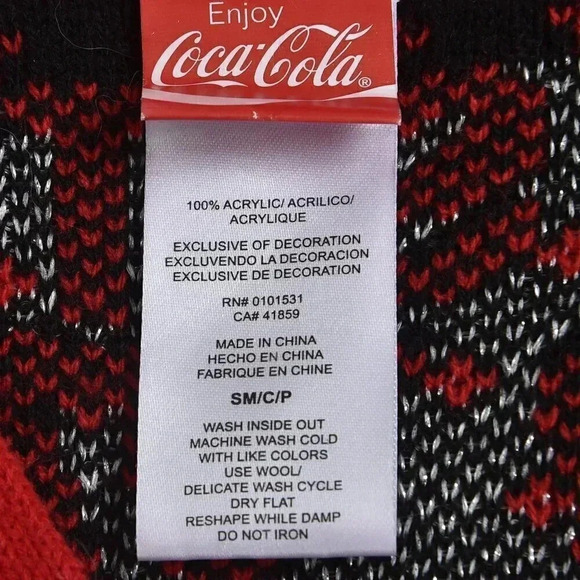 Enjoy
Coca-Cola®
100% ACRYLIC/ ACRILICO/
ACRYLIQUE
EXCLUSIVE OF DECORATION
EXCLUYENDO LA DECORACION
EXCLUSIVE DE DECORATION
RN# 0101531
CA# 41859
MADE IN CHINA
HECHO EN CHINA
FABRIQUE EN CHINE
SM/C/P
WASH INSIDE OUT
MACHINE WASH COLD
WITH LIKE COLORS
USE WOOL/
DELICATE WASH CYCLE
DRY FLAT
RESHAPE WHILE DAMP
DO NOT IRON